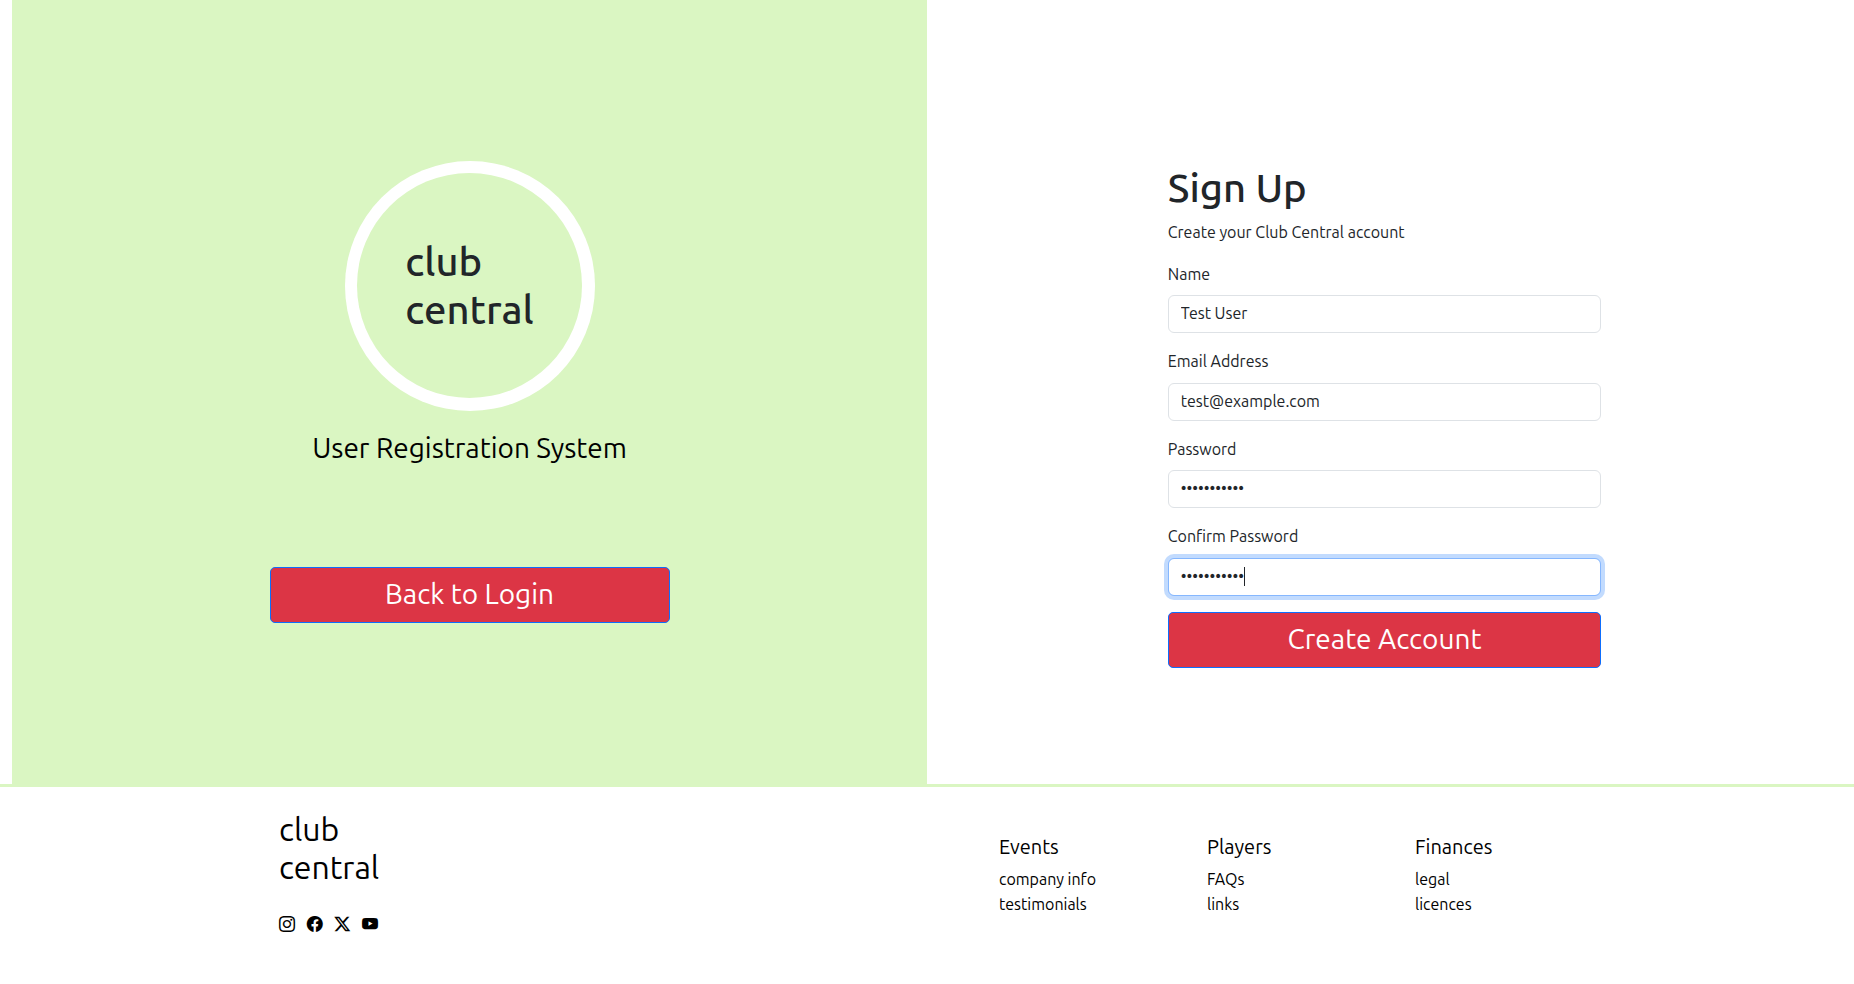 club
central
User Registration System
Back to Login
Sign Up
Create your Club Central account
Name
Test User
Email Address
test@example.com
Password
•••••••••••
Confirm Password
•••••••••••
Create Account
club
central
Events
company info
testimonials
Players
FAQs
links
Finances
legal
licences